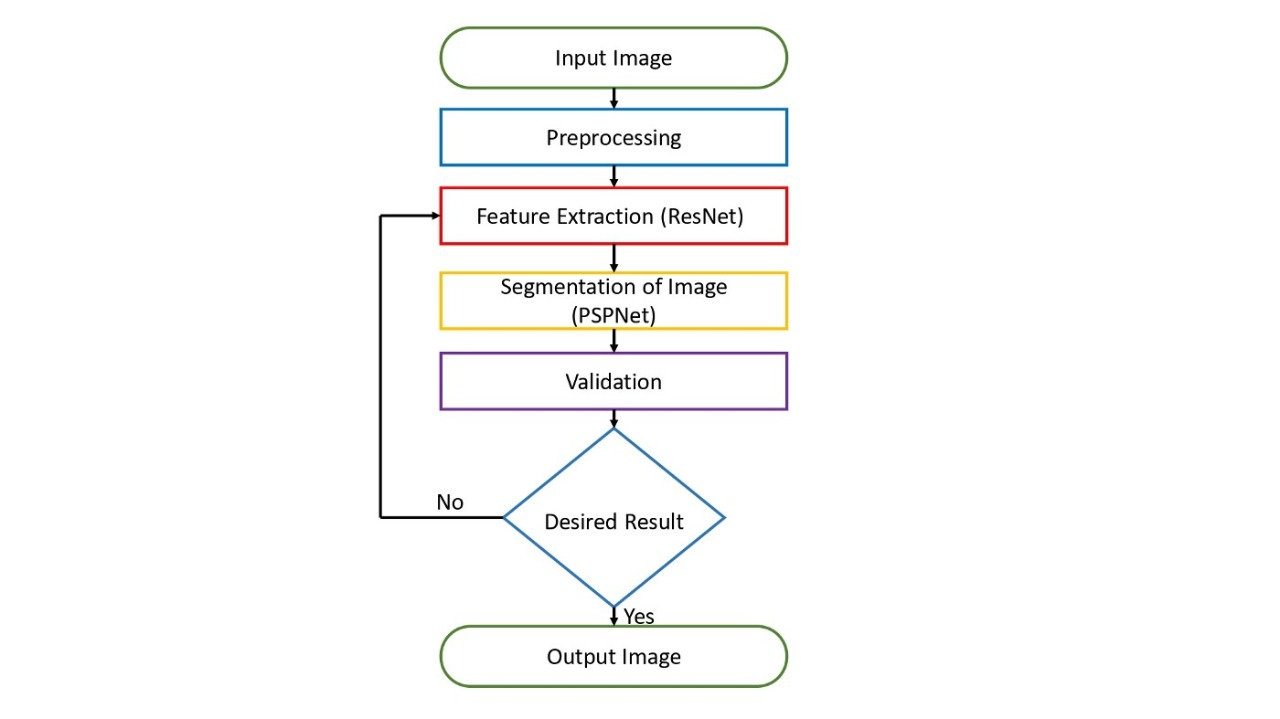 Input Image
Preprocessing
Feature Extraction (ResNet)
Segmentation of Image
(PSPNet)
Validation
No
Desired Result
Yes
Output Image